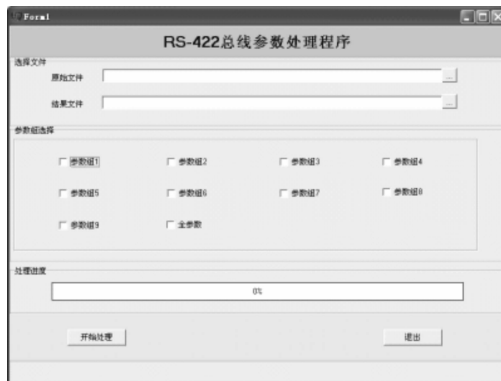 Form1
RS-422总线参数处理程序
选择文件
原始文件
...
结果文件
...
参数组选择
参数组1 参数组2 参数组3 参数组4
参数组5 参数组6 参数组7 参数组8
参数组9 全参数
处理进度
0%
开始处理 退出